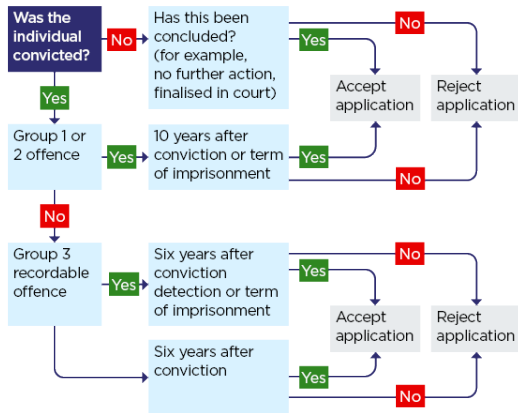 Was the
individual
convicted?
No
Has this been
concluded?
(for example,
no further action,
finalised in court)
No
Yes
Accept
application
Reject
application
Yes
Group 1 or
2 offence
Yes
10 years after
conviction or term
of imprisonment
Yes
No
No
Group 3
recordable
offence
Yes
Six years after
conviction
detection or term
of imprisonment
No
Yes
Accept
application
Reject
application
Six years after
conviction
Yes
No